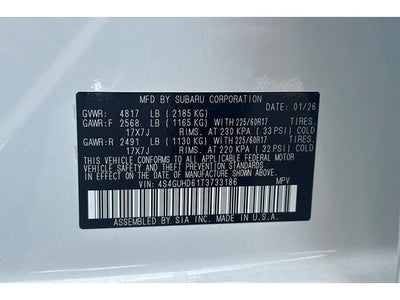 MFD BY SUBARU CORPORATION
DATE: 01/26
GVWR: 4817 LB (2185 KG)
GAWR:F 2568 LB (1165 KG) WITH 225/60R17 TIRES.
17X7J RIMS. AT 230 KPA (33 PSI) COLD
GAWR:R 2491 LB (1130 KG) WITH 225/60R17 TIRES.
17X7J RIMS. AT 220 KPA (32 PSI) COLD
THIS VEHICLE CONFORMS TO ALL APPLICABLE FEDERAL MOTOR
VEHICLE SAFETY AND THEFT PREVENTION STANDARDS IN EFFECT
ON THE DATE OF MANUFACTURE SHOWN ABOVE.
VIN: 4S4GUHD61T3733186 MPV
ASSEMBLED BY SIA INC. MADE IN U.S.A.